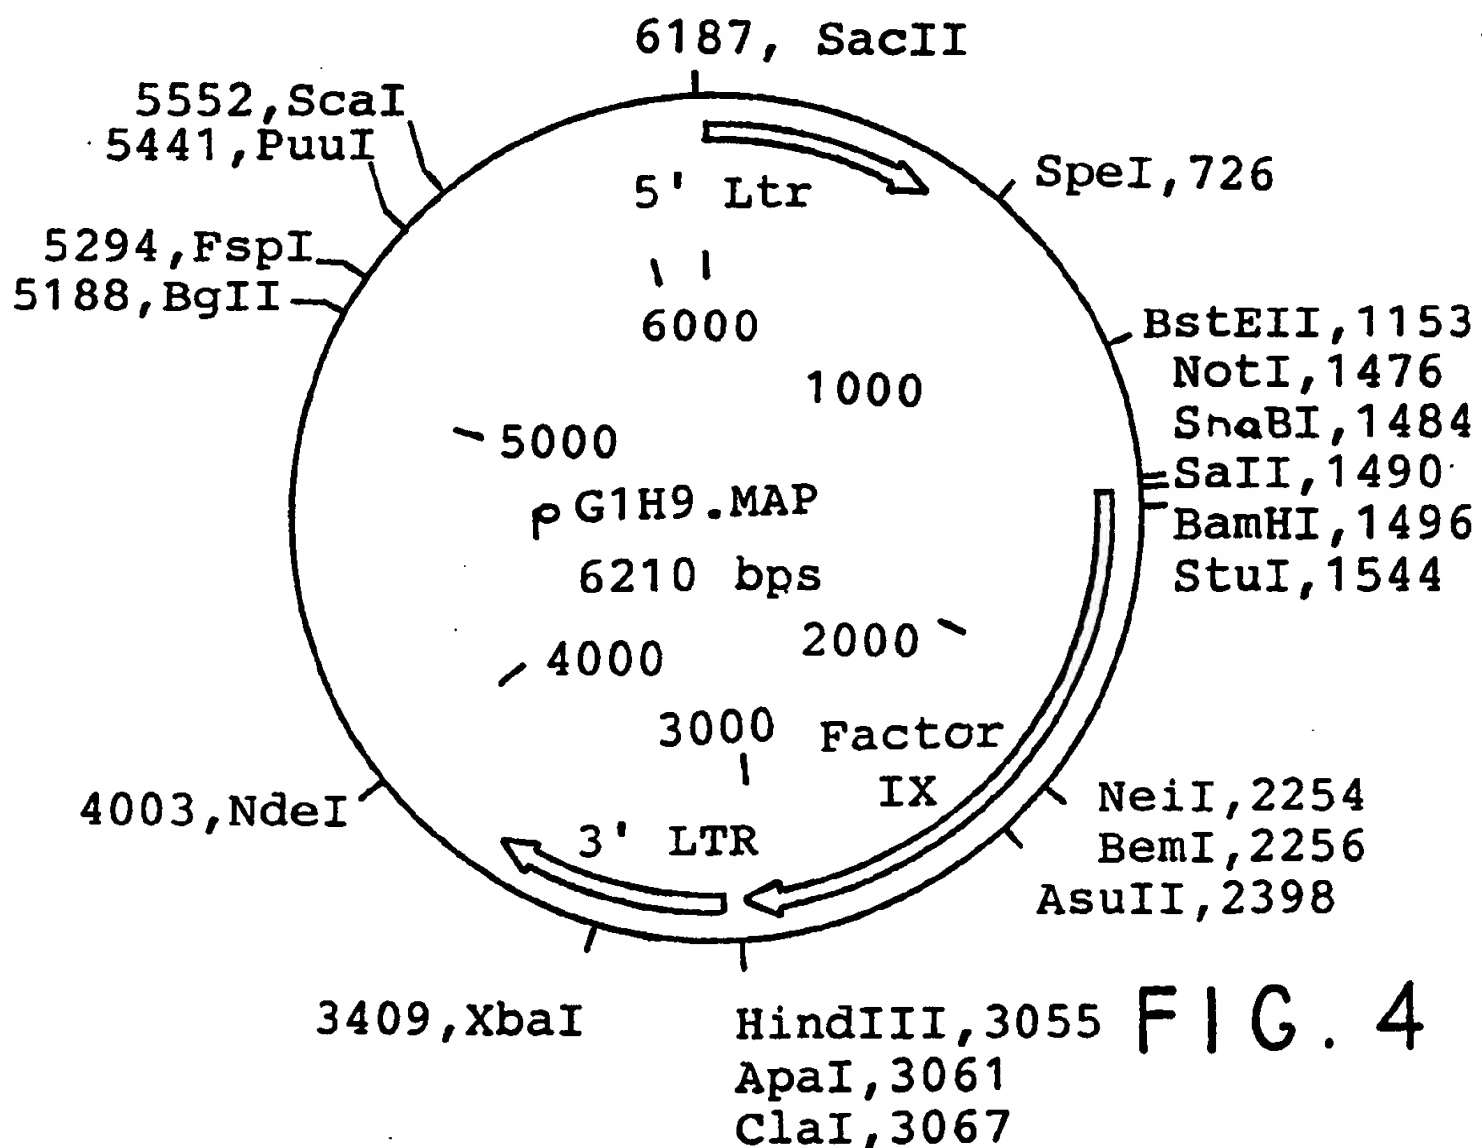 6187, SacII
5552,ScaI
5441,PuuI
5294,FspI
5188,BgII
SpeI,726
5' Ltr
6000
1000
5000
BstEII,1153
NotI,1476
SnaBI,1484
SaII,1490
BamHI,1496
StuI,1544
pG1H9.MAP
6210 bps
2000
4000
3000
Factor
IX
3' LTR
4003,NdeI
NeiI,2254
BemI,2256
AsuII,2398
3409,XbaI
HindIII,3055
ApaI,3061
ClaI,3067
FIG. 4